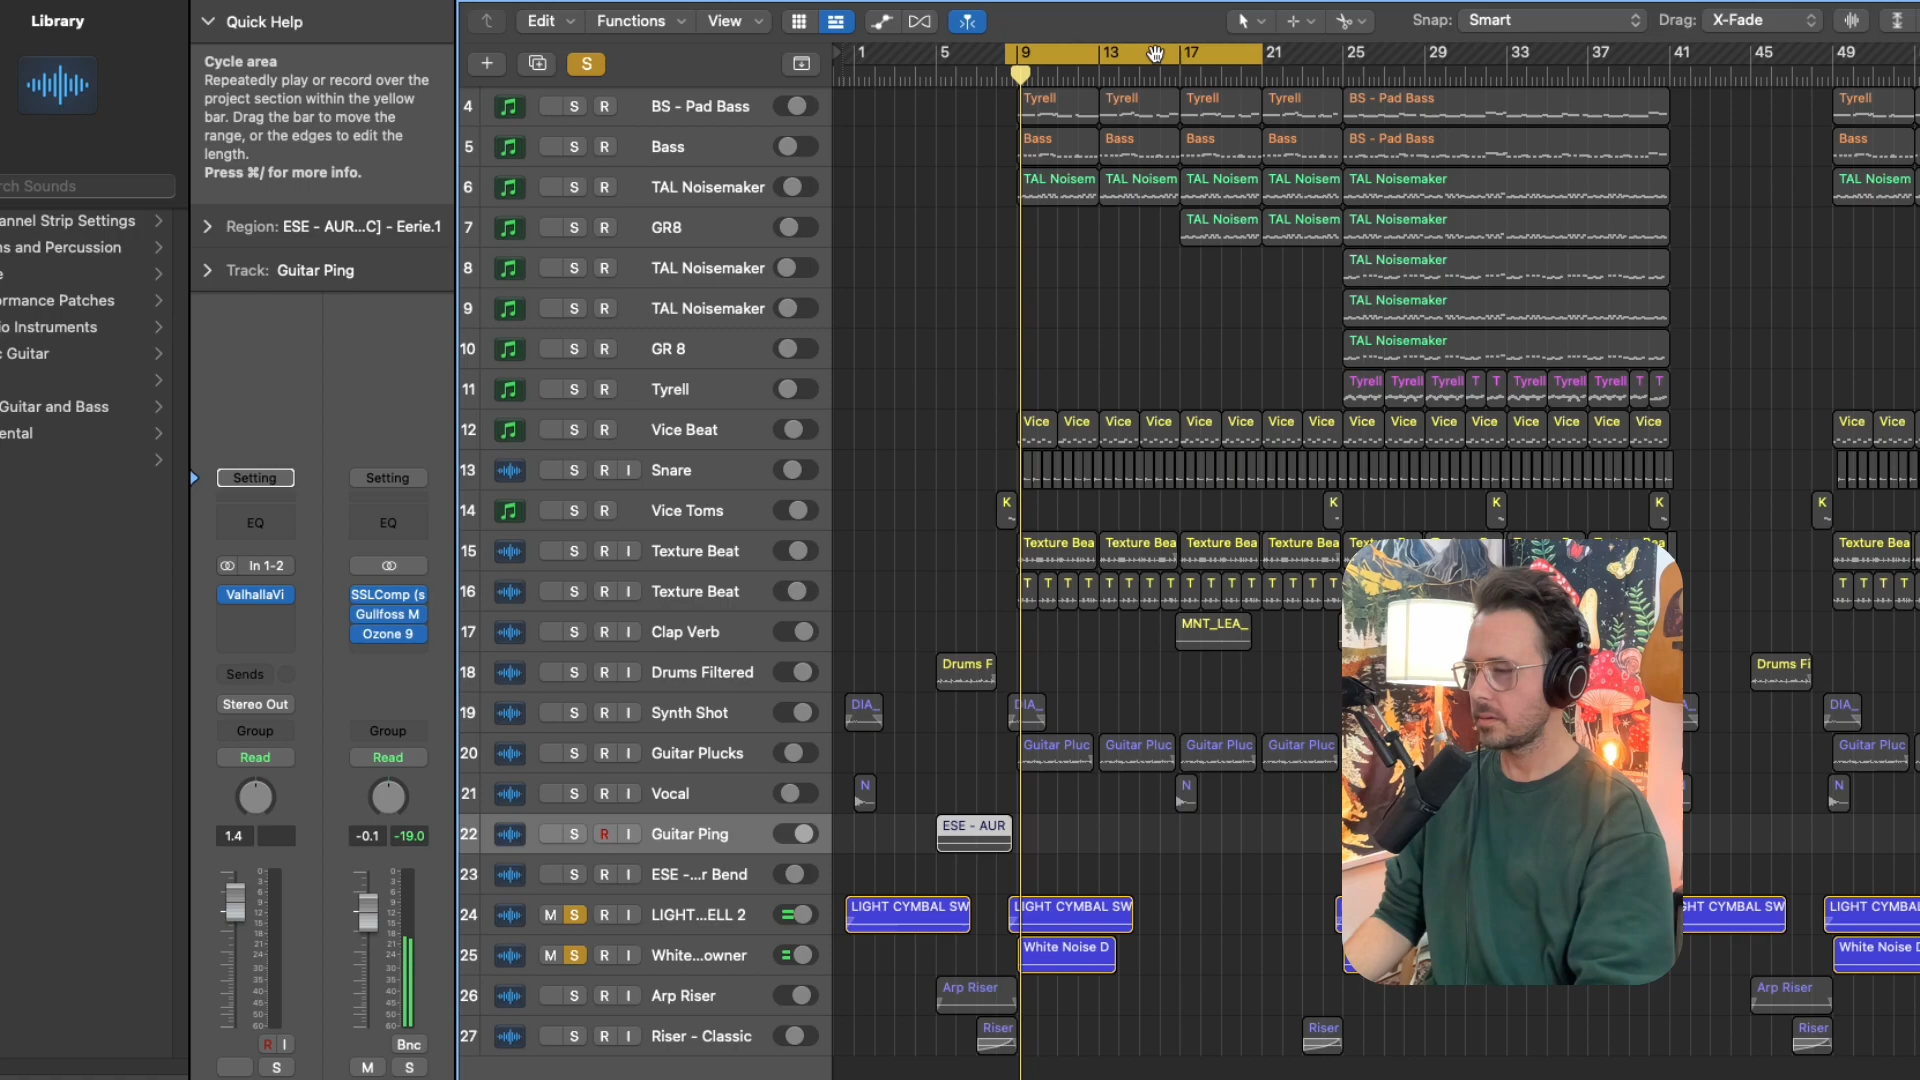 Library
Quick Help
Edit
Functions
View
Snap:
Smart
Drag:
X-Fade
Cycle area
Repeatedly play or record over the
project section within the yellow
bar. Drag the bar to move the
range, or the edges to edit the
length.
Press ⌘/ for more info.
S
1
5
9
13
17
21
25
29
33
37
41
45
49
rch Sounds
annel Strip Settings
ns and Percussion
e
ormance Patches
io Instruments
c Guitar
Guitar and Bass
ental
Region: ESE - AUR...C] - Eerie.1
Track: Guitar Ping
Setting
Setting
EQ
EQ
In 1-2
ValhallaVi
SSLComp (s
Gullfoss M
Ozone 9
Sends
Stereo Out
Group
Group
Read
Read
1.4
-0.1
-19.0
R I
Bnc
S
M
S
4 S R BS - Pad Bass
Tyrell Tyrell Tyrell Tyrell BS - Pad Bass Tyrell
5 S R Bass
Bass Bass Bass Bass BS - Pad Bass Bass
6 S R TAL Noisemaker
TAL Noisem TAL Noisem TAL Noisem TAL Noisem TAL Noisemaker TAL Noisem
7 S R GR8
TAL Noisem TAL Noisem TAL Noisemaker
8 S R TAL Noisemaker
TAL Noisemaker
9 S R TAL Noisemaker
TAL Noisemaker
10 S R GR 8
TAL Noisemaker
11 S R Tyrell
Tyrell Tyrell Tyrell T T Tyrell Tyrell Tyrell T T
12 S R Vice Beat
Vice Vice Vice Vice Vice Vice Vice Vice Vice Vice Vice Vice Vice Vice Vice Vice Vice Vice
13 S R I Snare
14 S R Vice Toms
K K K K K
15 S R I Texture Beat
Texture Bea Texture Bea Texture Bea Texture Bea Texture Bea
16 S R I Texture Beat
T T T T T T T T T T T T T T T T T T T T
17 S R I Clap Verb
MNT_LEA_
18 S R I Drums Filtered
Drums F Drums Fi
19 S R I Synth Shot
DIA_ DIA_ DIA_
20 S R I Guitar Plucks
Guitar Pluc Guitar Pluc Guitar Pluc Guitar Pluc Guitar Pluc
21 S R I Vocal
N N N
22 S R I Guitar Ping
ESE - AUR
23 S R I ESE -...r Bend
24 M S R I LIGHT...ELL 2
LIGHT CYMBAL SW LIGHT CYMBAL SW HT CYMBAL SW LIGHT CYMBAL
25 M S R I White...owner
White Noise D White Noise D
26 S R I Arp Riser
Arp Riser Arp Riser
27 S R I Riser - Classic
Riser Riser Riser